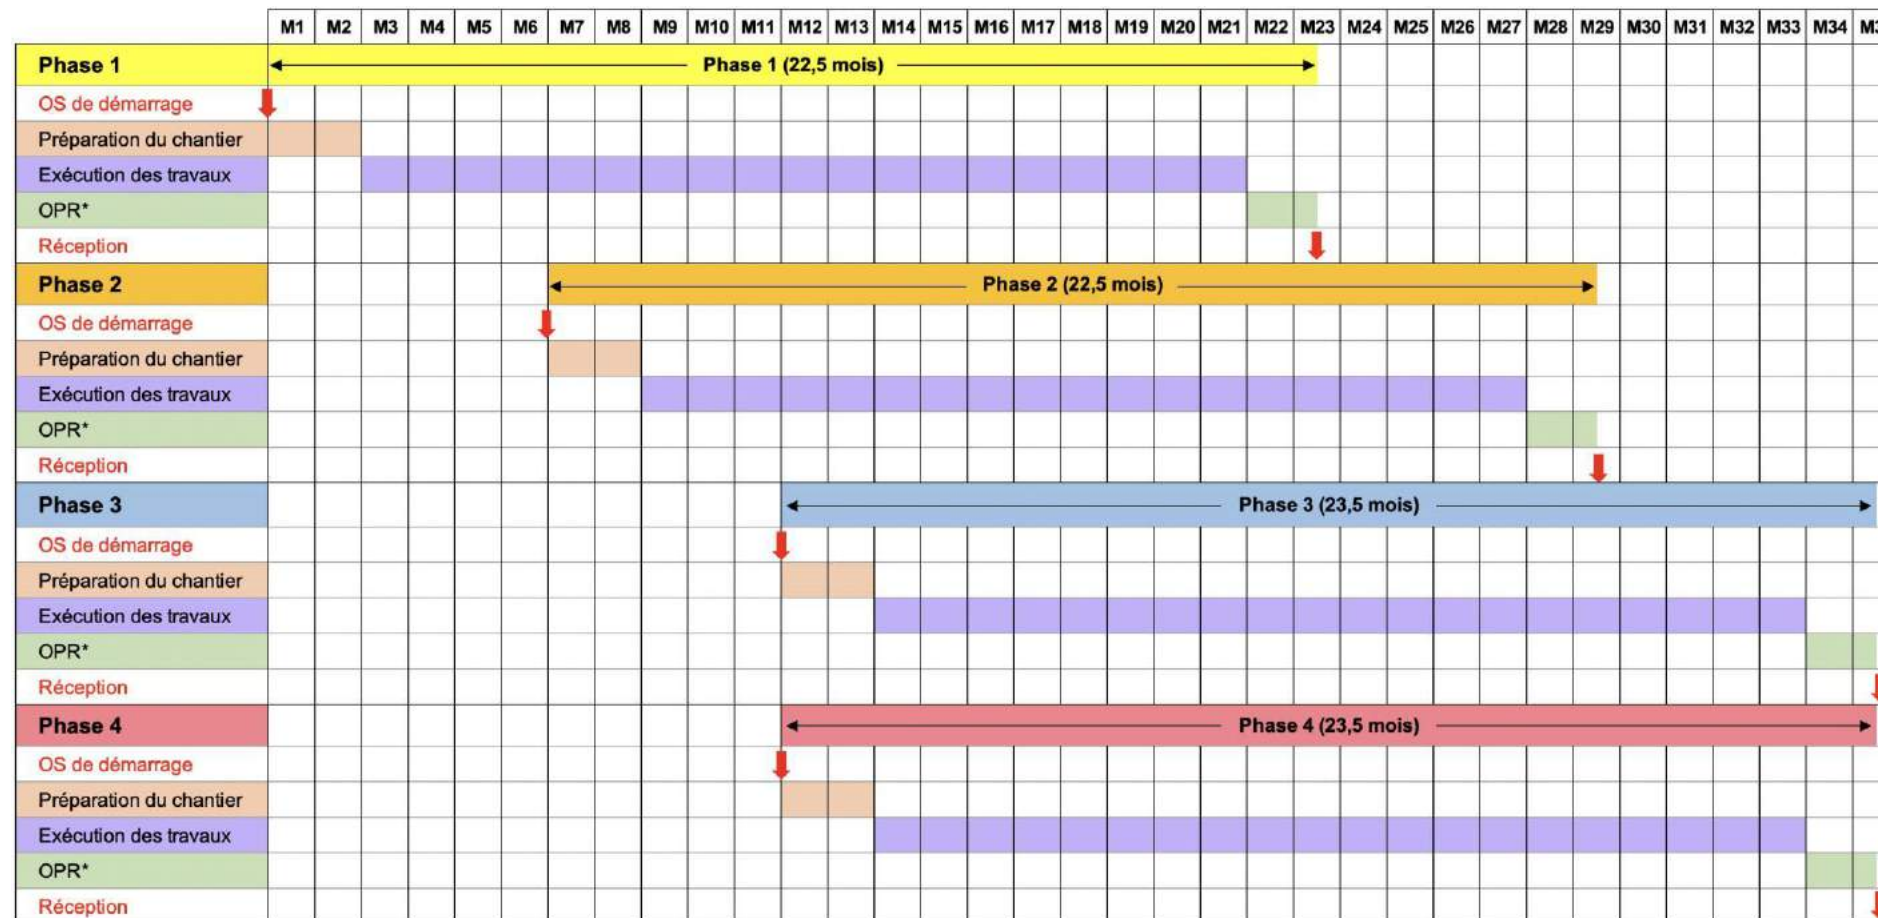 M1 M2 M3 M4 M5 M6 M7 M8 M9 M10 M11 M12 M13 M14 M15 M16 M17 M18 M19 M20 M21 M22 M23 M24 M25 M26 M27 M28 M29 M30 M31 M32 M33 M34
Phase 1 Phase 1 (22,5 mois)
OS de démarrage
Préparation du chantier
Exécution des travaux
OPR*
Réception
Phase 2 Phase 2 (22,5 mois)
OS de démarrage
Préparation du chantier
Exécution des travaux
OPR*
Réception
Phase 3 Phase 3 (23,5 mois)
OS de démarrage
Préparation du chantier
Exécution des travaux
OPR*
Réception
Phase 4 Phase 4 (23,5 mois)
OS de démarrage
Préparation du chantier
Exécution des travaux
OPR*
Réception